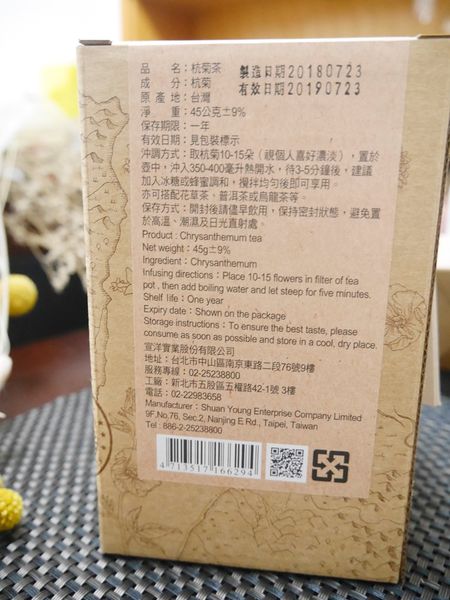 品　名：杭菊茶 製造日期20180723
成　分：杭菊 有效日期20190723
原 產 地：台灣
淨　重：45公克±9%
保存期限：一年
有效日期：見包裝標示
沖調方式：取杭菊10-15朵（視個人喜好濃淡），置於
壺中，沖入350-400毫升熱開水，待3-5分鐘後，建議
加入冰糖或蜂蜜調和，攪拌均勻後即可享用。
亦可搭配花草茶、普洱茶或烏龍茶等。
保存方式：開封後請儘早飲用，保持密封狀態，避免置
於高溫、潮濕及日光直射處。
Product : Chrysanthemum tea
Net weight : 45g±9%
Ingredient : Chrysanthemum
Infusing directions : Place 10-15 flowers in filter of tea
pot , then add boiling water and let steep for five minutes.
Shelf life : One year
Expiry date : Shown on the package
Storage instructions : To ensure the best taste, please
consume as soon as possible and store in a cool, dry place.
宣洋實業股份有限公司
地址：台北市中山區南京東路二段76號9樓
服務專線：02-25238800
工廠：新北市五股區五權路42-1號 3樓
電話：02-22983658
Manufacturer : Shuan Young Enterprise Company Limited
9F,No.76, Sec.2, Nanjing E Rd., Taipei, Taiwan
Tel : 886-2-25238800
4 713517 166294